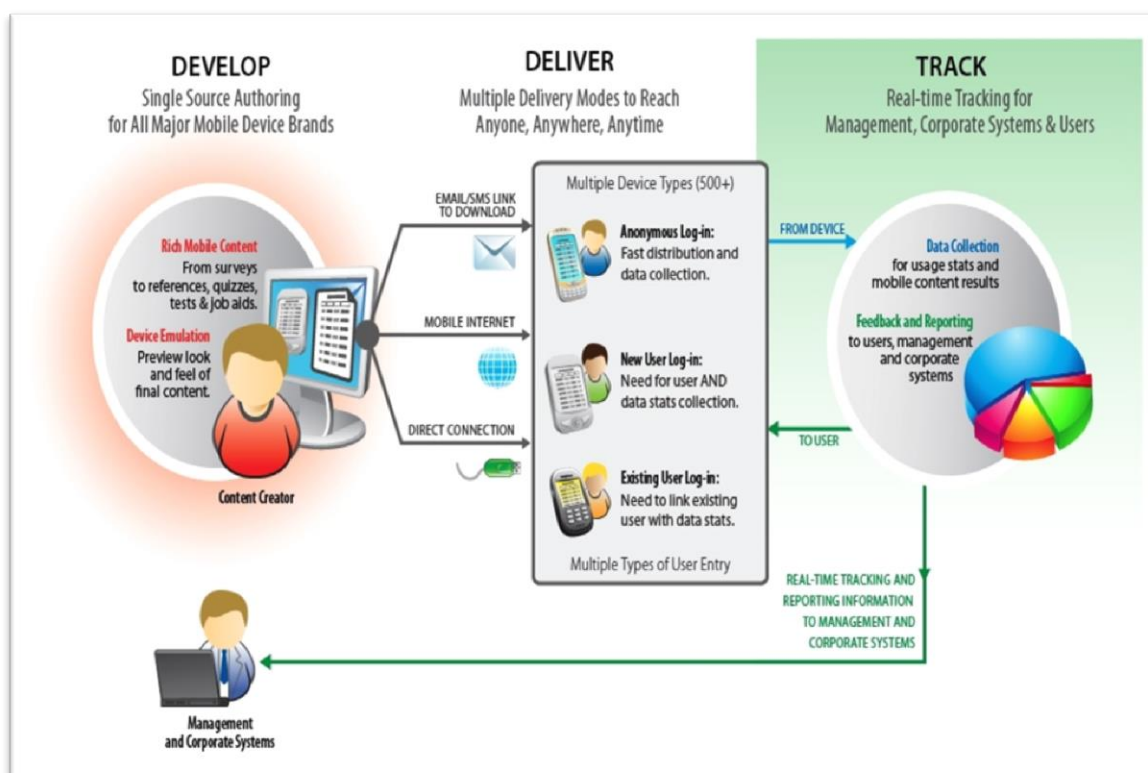 DEVELOP
Single Source Authoring
for All Major Mobile Device Brands
DELIVER
Multiple Delivery Modes to Reach
Anyone, Anywhere, Anytime
TRACK
Real-time Tracking for
Management, Corporate Systems & Users
Rich Mobile Content
From surveys
to references, quizzes,
tests & job aids.
Device Emulation
Preview look
and feel of
final content.
Content Creator
EMAIL/SMS LINK
TO DOWNLOAD
MOBILE INTERNET
DIRECT CONNECTION
Multiple Device Types (500+)
Anonymous Log-in:
Fast distribution and
data collection.
New User Log-in:
Need for user AND
data stats collection.
Existing User Log-in:
Need to link existing
user with data stats.
Multiple Types of User Entry
FROM DEVICE
TO USER
Data Collection
for usage stats and
mobile content results
Feedback and Reporting
to users, management
and corporate
systems
REAL-TIME TRACKING AND
REPORTING INFORMATION
TO MANAGEMENT AND
CORPORATE SYSTEMS
Management
and Corporate Systems